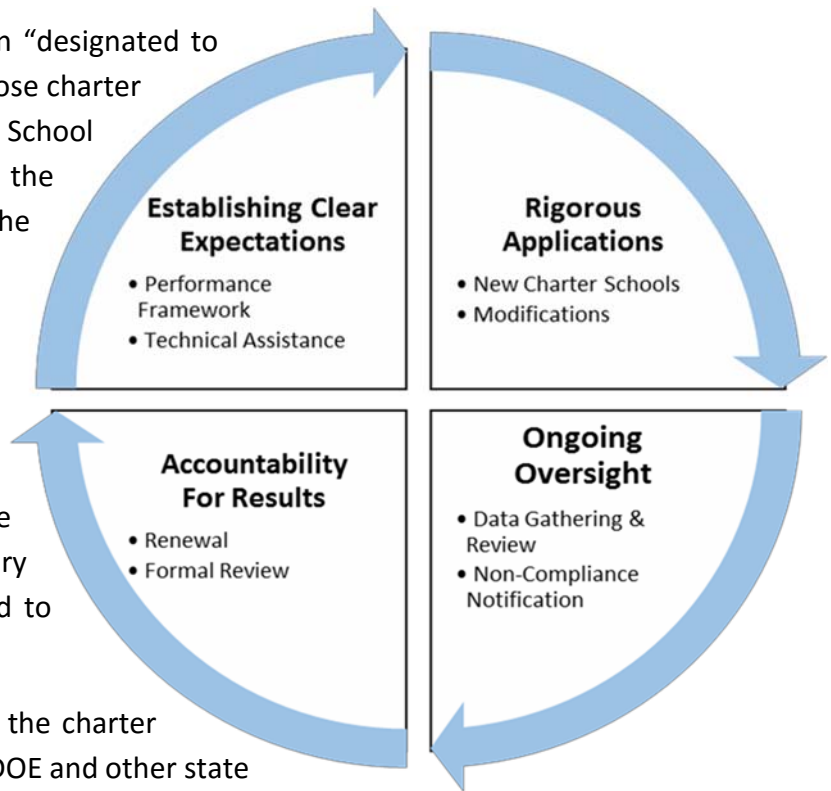 n “designated to
ose charter
School
the
he
e
ry
d to
the charter
DOE and other state
Establishing Clear
Expectations
• Performance
Framework
• Technical Assistance
Rigorous
Applications
• New Charter Schools
• Modifications
Ongoing
Oversight
• Data Gathering &
Review
• Non-Compliance
Notification
Accountability
For Results
• Renewal
• Formal Review